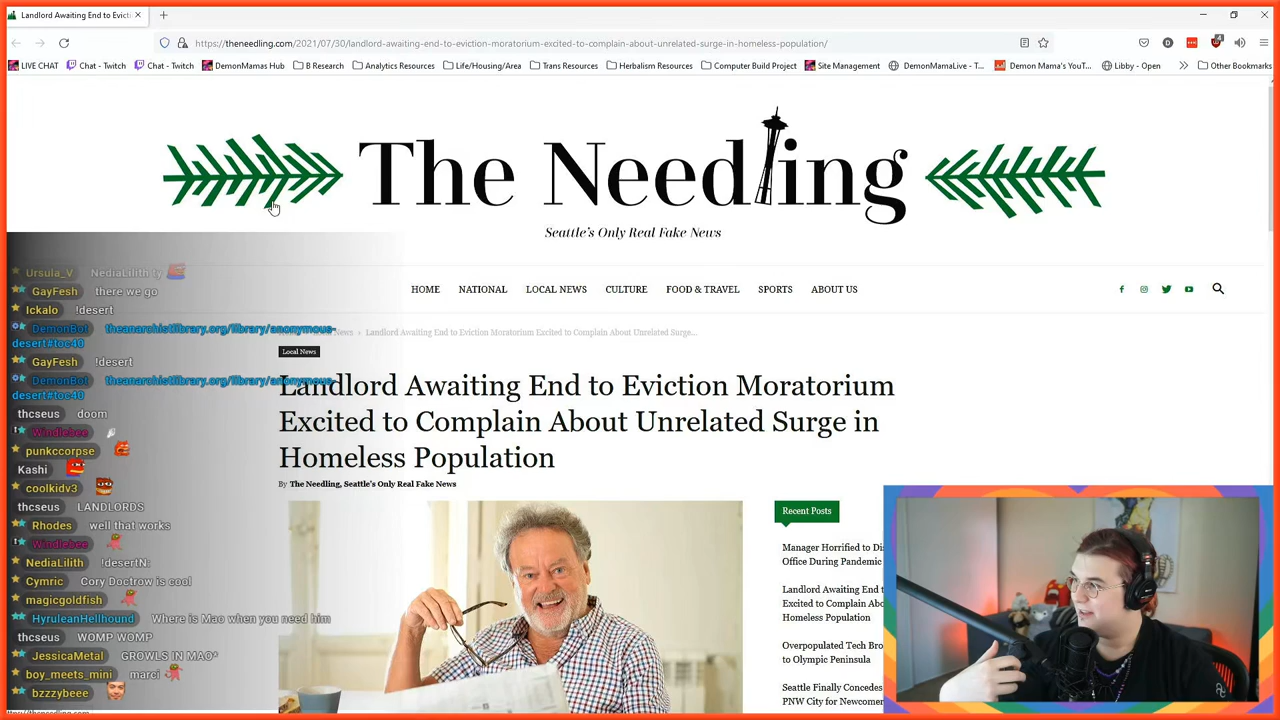 Landlord Awaiting End to Evicti
https://theneedling.com/2021/07/30/landlord-awaiting-end-to-eviction-moratorium-excited-to-complain-about-unrelated-surge-in-homeless-population/
4
LIVE CHAT
Chat - Twitch
Chat - Twitch
DemonMamas Hub
B Research
Analytics Resources
Life/Housing/Area
Trans Resources
Herbalism Resources
Computer Build Project
Site Management
DemonMamaLive - T...
Demon Mama's YouT...
Libby - Open
Other Bookmarks
The Needling
Seattle's Only Real Fake News
HOME NATIONAL LOCAL NEWS CULTURE FOOD & TRAVEL SPORTS ABOUT US
News › Landlord Awaiting End to Eviction Moratorium Excited to Complain About Unrelated Surge...
Local News
Landlord Awaiting End to Eviction Moratorium
Excited to Complain About Unrelated Surge in
Homeless Population
By The Needling, Seattle's Only Real Fake News
Recent Posts
Manager Horrified to Di
Office During Pandemic
Landlord Awaiting End t
Excited to Complain Abo
Homeless Population
Overpopulated Tech Bro
to Olympic Peninsula
Seattle Finally Concedes
PNW City for Newcomer
Ursula_V NediaLilith ty
GayFesh there we go
Ickalo !desert
DemonBot theanarchistlibrary.org/library/anonymous-
desert#toc40
GayFesh !desert
DemonBot theanarchistlibrary.org/library/anonymous-
desert#toc40
thcseus doom
Windlebee
punkccorpse
Kashi
coolkidv3
thcseus LANDLORDS
Rhodes well that works
Windlebee
NediaLilith !desertN:
Cymric Cory Doctrow is cool
magicgoldfish
HyruleanHellhound Where is Mao when you need him
thcseus WOMP WOMP
JessicaMetal GROWLS IN MAO*
boy_meets_mini marci
bzzzybeee